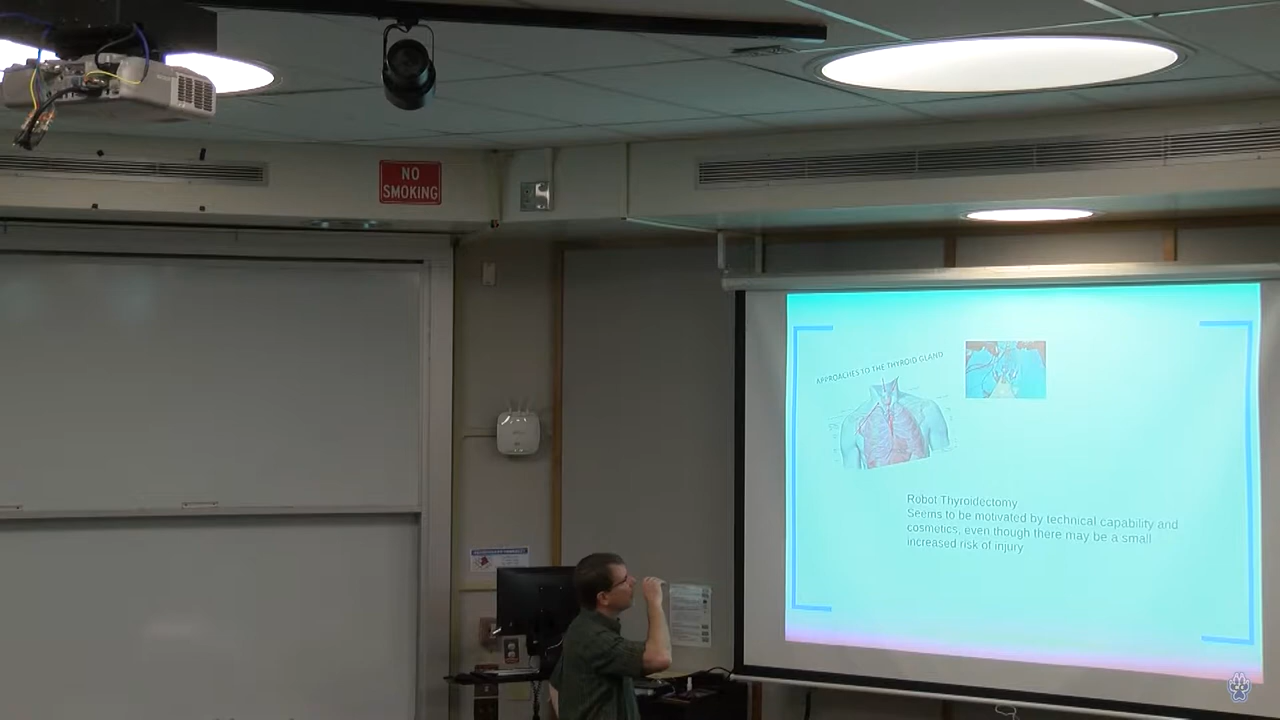 NO
SMOKING
APPROACHES TO THE THYROID GLAND
Robot Thyroidectomy
Seems to be motivated by technical capability and
cosmetics, even though there may be a small
increased risk of injury